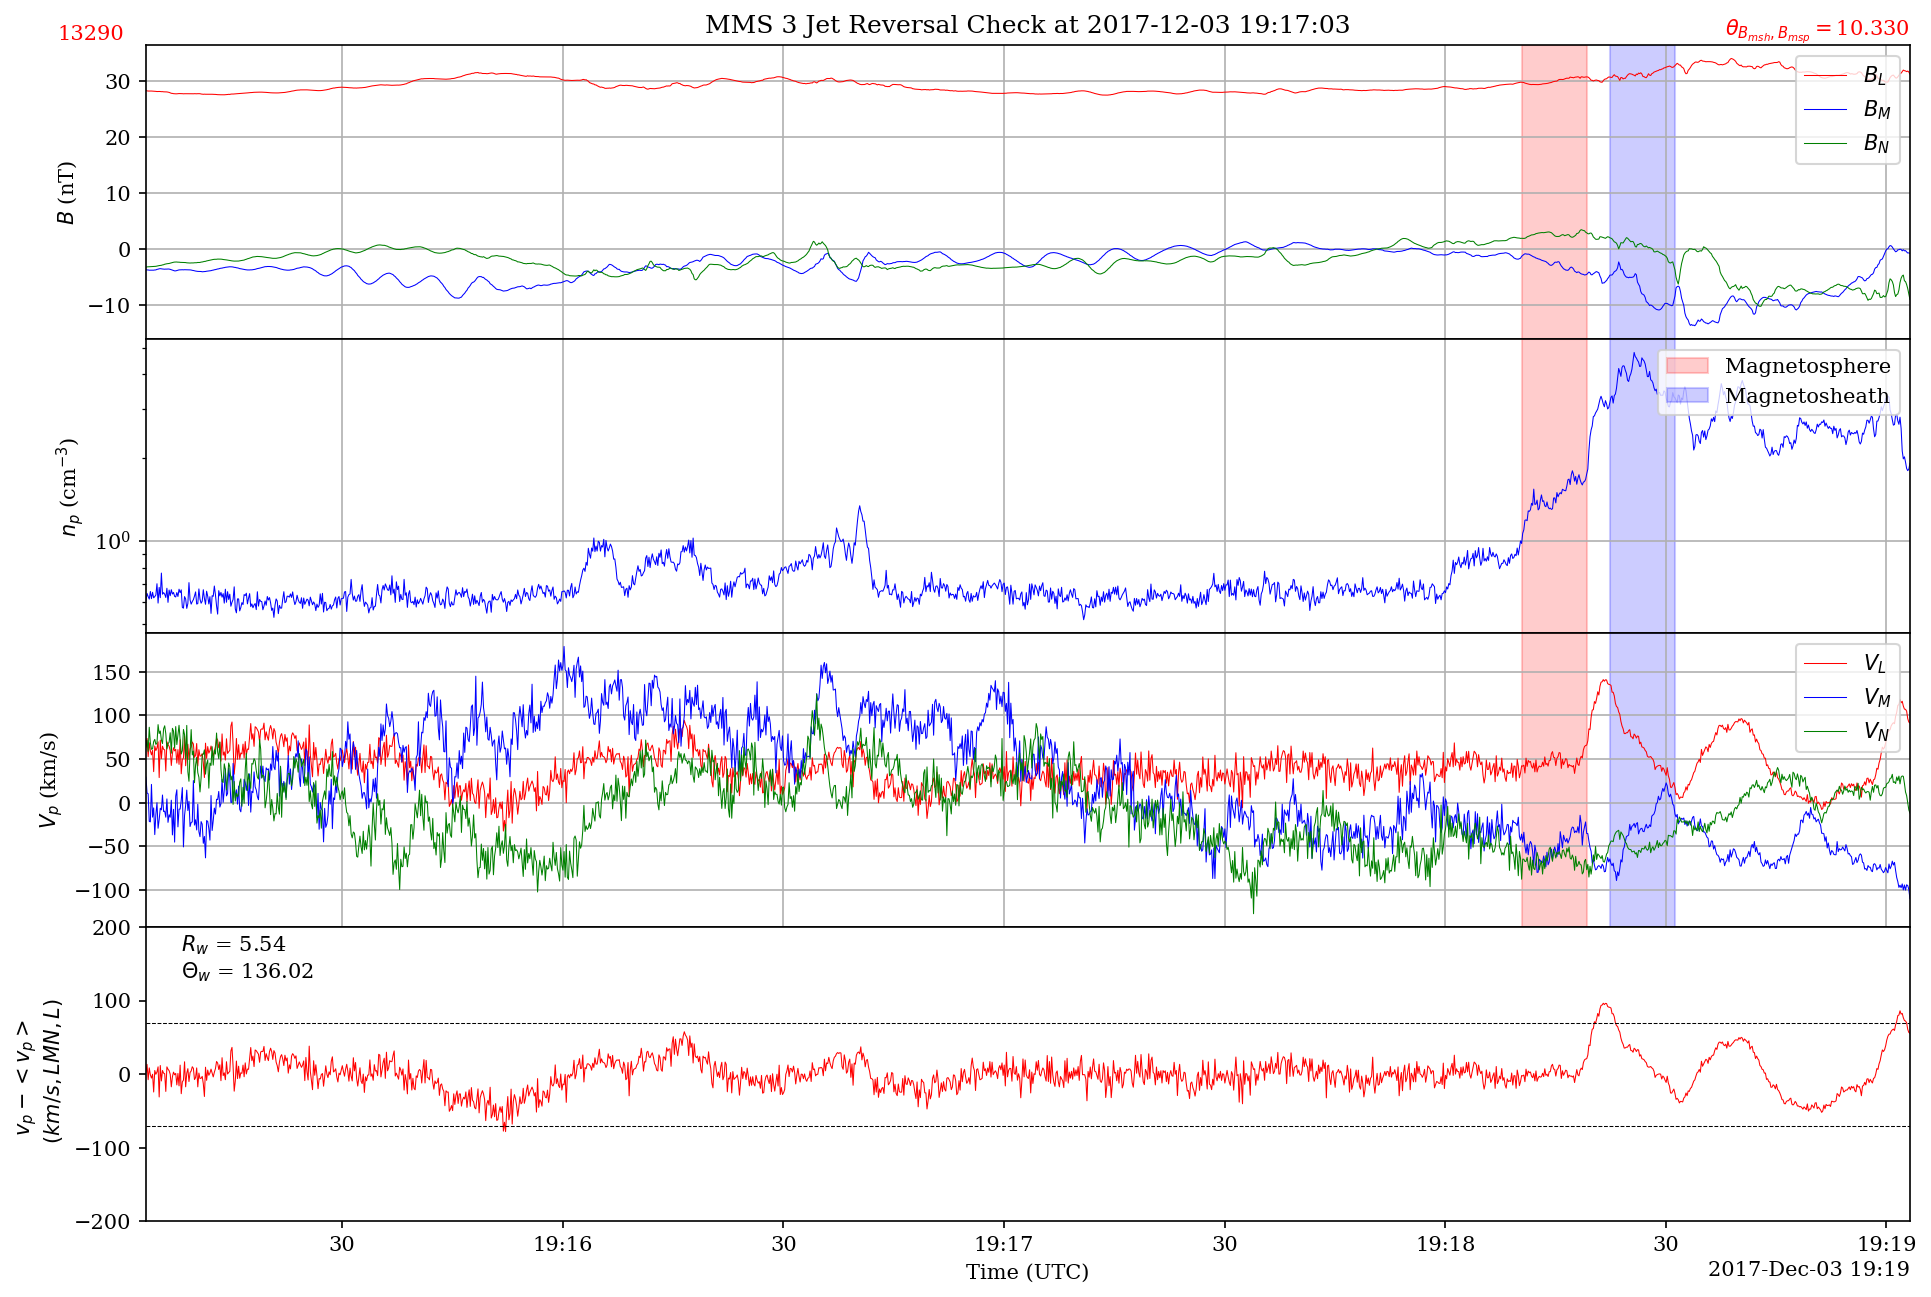 MMS 3 Jet Reversal Check at 2017-12-03 19:17:03
13290
θ_{B_{msh}, B_{msp}} = 10.330
B (nT)
30
20
10
0
−10
B_L
B_M
B_N
n_p (cm^{−3})
10^0
Magnetosphere
Magnetosheath
V_p (km/s)
150
100
50
0
−50
−100
V_L
V_M
V_N
v_p − < v_p >
(km/s, LMN, L)
200
100
0
−100
−200
R_w = 5.54
Θ_w = 136.02
30 19:16 30 19:17 30 19:18 30 19:19
Time (UTC)
2017-Dec-03 19:19